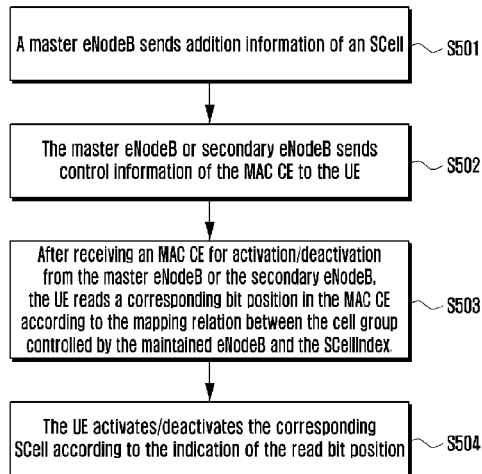 A master eNodeB sends addition information of an SCell
S501
The master eNodeB or secondary eNodeB sends
control information of the MAC CE to the UE
S502
After receiving an MAC CE for activation/deactivation
from the master eNodeB or the secondary eNodeB,
the UE reads a corresponding bit position in the MAC CE
according to the mapping relation between the cell group
controlled by the maintained eNodeB and the SCellIndex.
S503
The UE activates/deactivates the corresponding
SCell according to the indication of the read bit position
S504